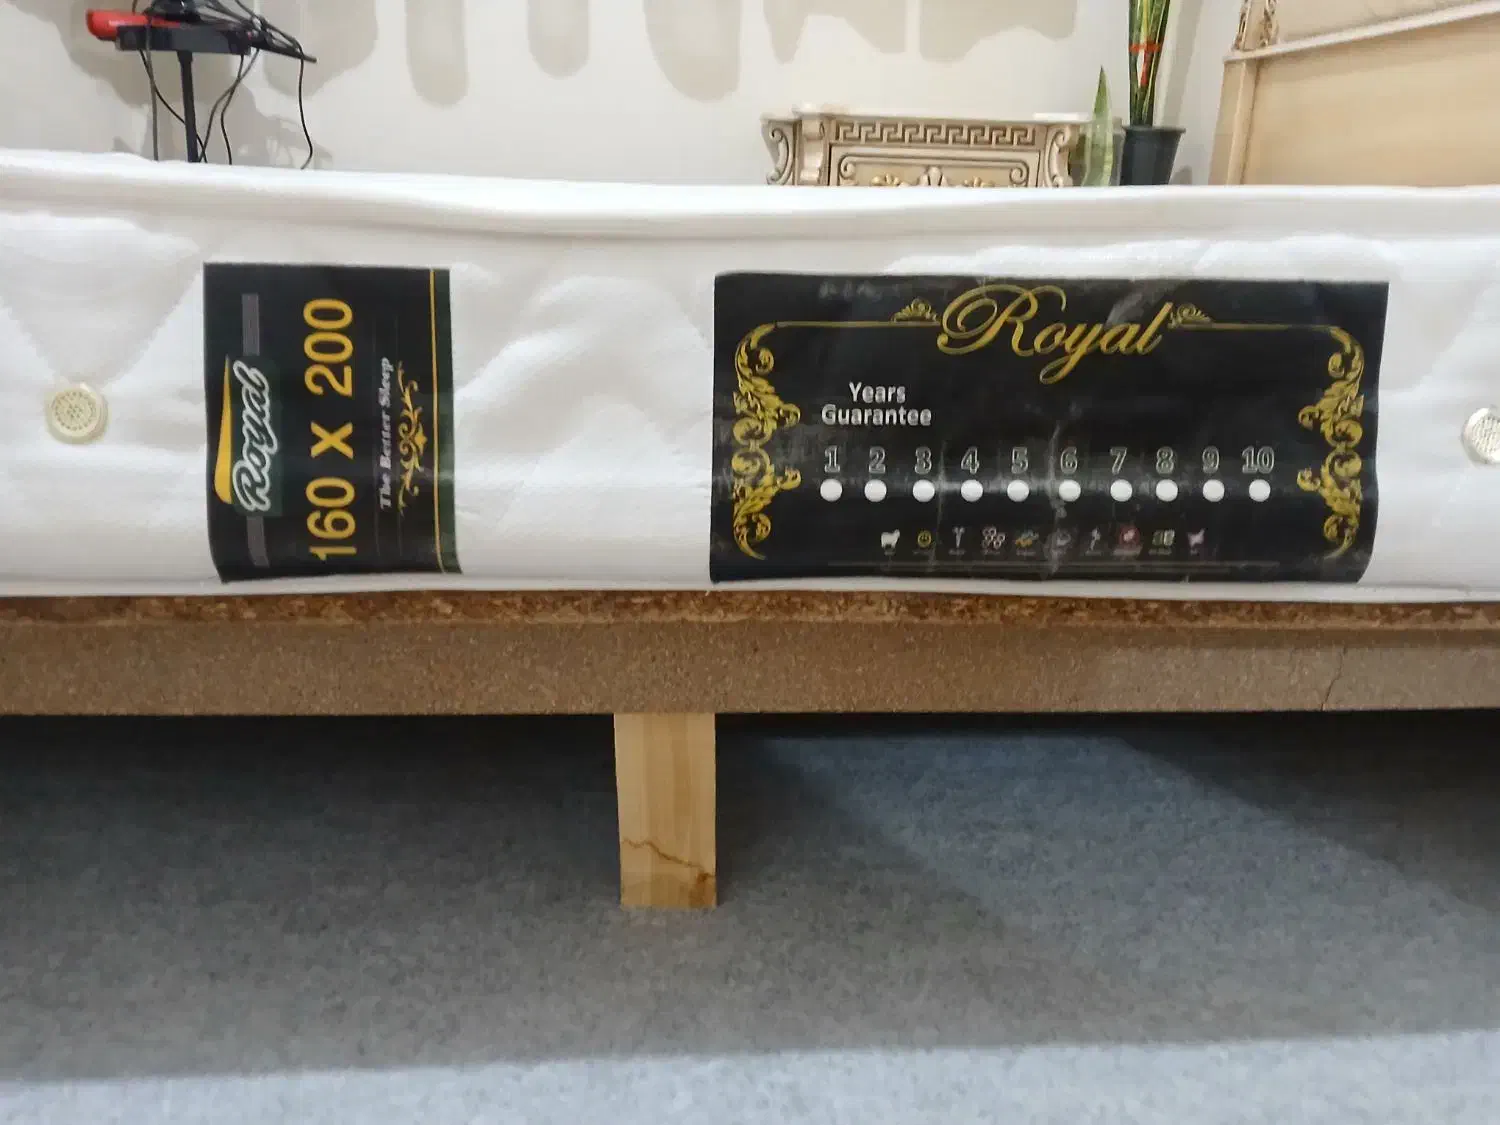 Royal
160 X 200
The Better Sleep
Royal
Years
Guarantee
1 2 3 4 5 6 7 8 9 10